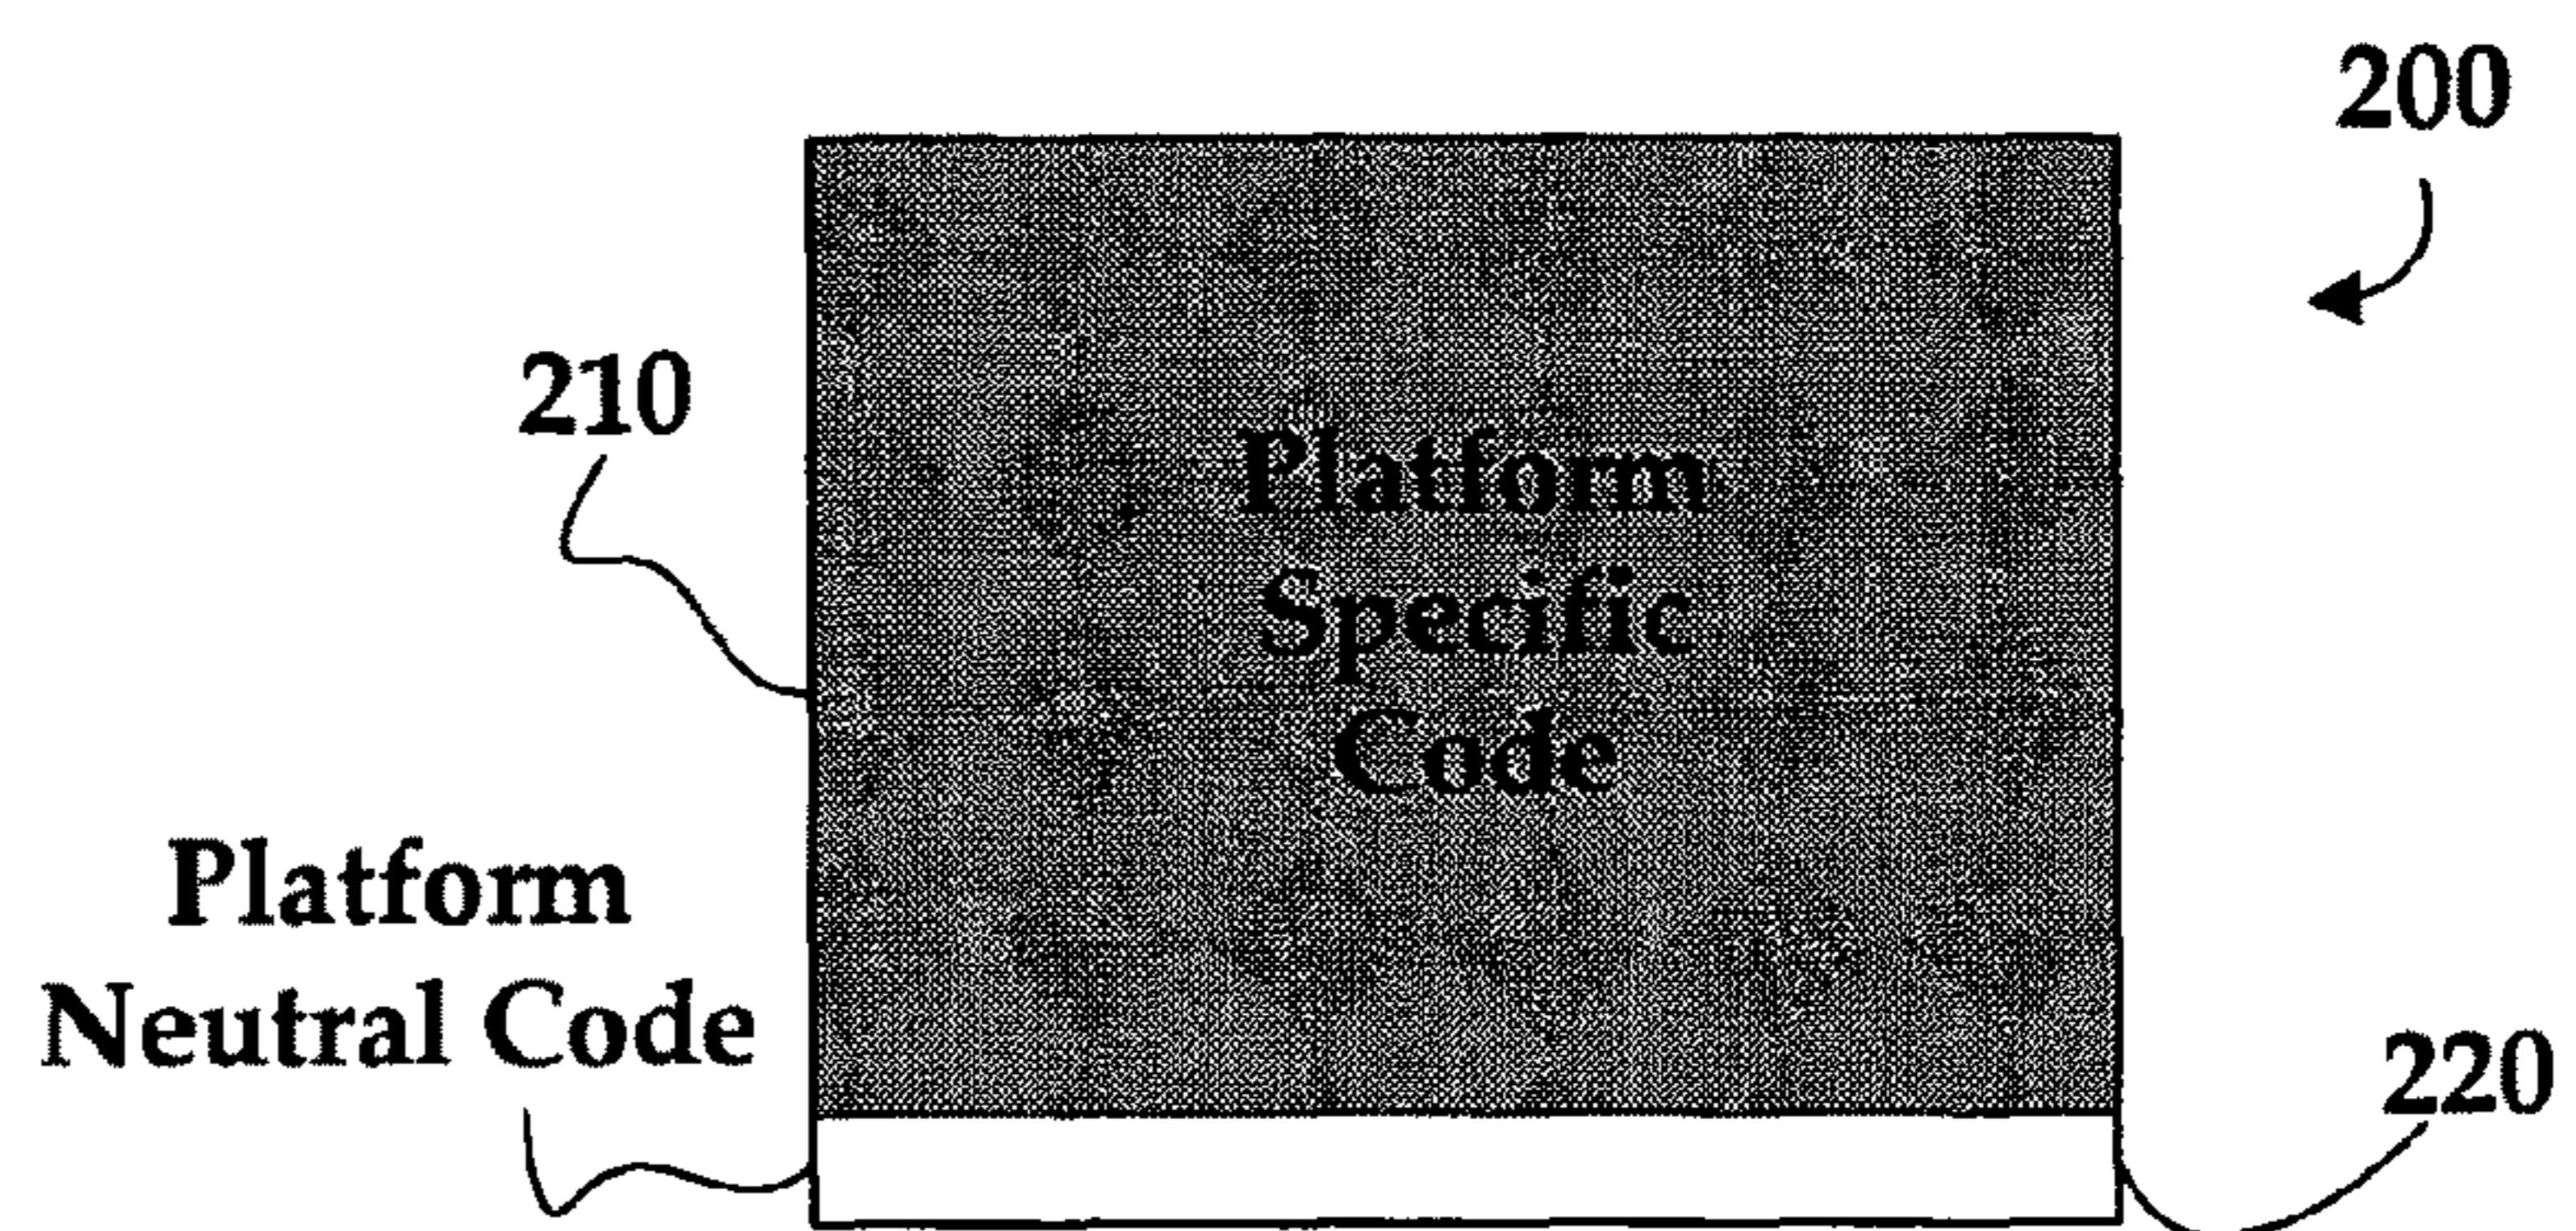 200
210
Platform
Specific
Code
Platform
Neutral Code
220